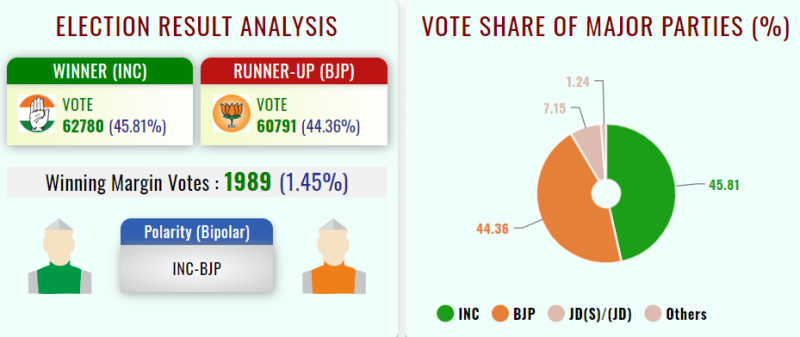 ELECTION RESULT ANALYSIS
WINNER (INC)
VOTE
62780 (45.81%)
RUNNER-UP (BJP)
VOTE
60791 (44.36%)
Winning Margin Votes : 1989 (1.45%)
Polarity (Bipolar)
INC-BJP
VOTE SHARE OF MAJOR PARTIES (%)
1.24
7.15
45.81
44.36
INC BJP JD(S)/(JD) Others